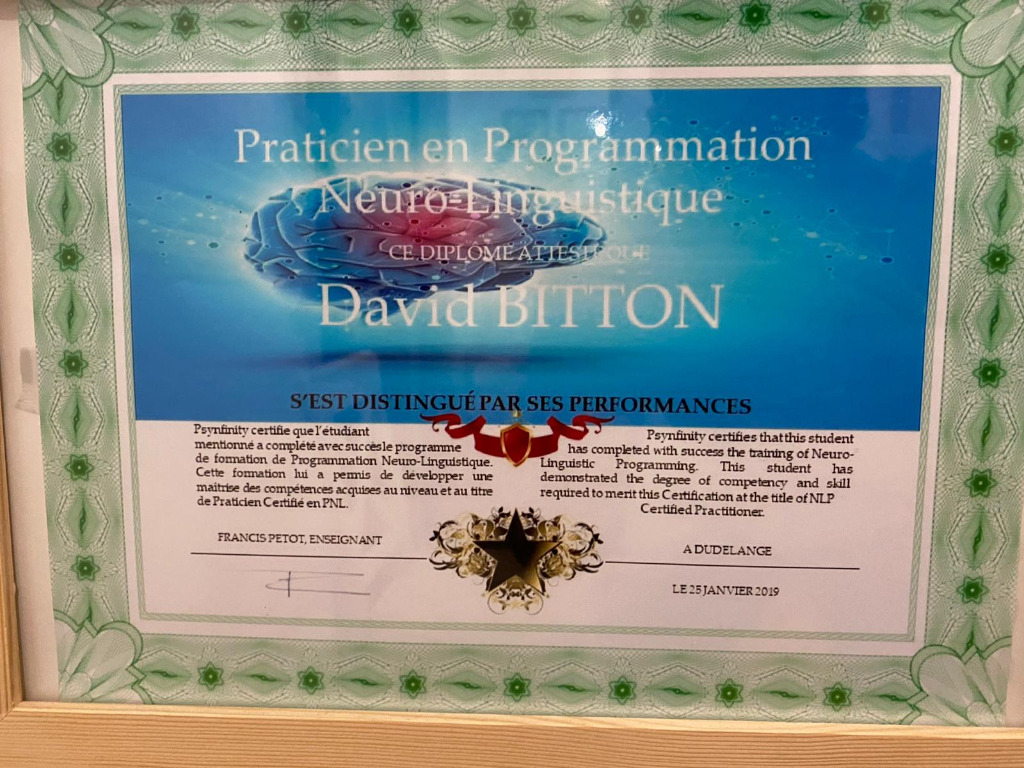 Praticien en Programmation
Neuro-Linguistique
CE DIPLÔME ATTESTE QUE
David BITTON
S'EST DISTINGUÉ PAR SES PERFORMANCES
Psynfinity certifie que l'étudiant
mentionné a complété avec succès le programme
de formation de Programmation Neuro-Linguistique.
Cette formation lui a permis de développer une
maîtrise des compétences acquises au niveau et au titre
de Praticien Certifié en PNL.
Psynfinity certifies that this student
has completed with success the training of Neuro-
Linguistic Programming. This student has
demonstrated the degree of competency and skill
required to merit this Certification at the title of NLP
Certified Practitioner.
FRANCIS PETOT, ENSEIGNANT
A DUDELANGE
LE 25 JANVIER 2019